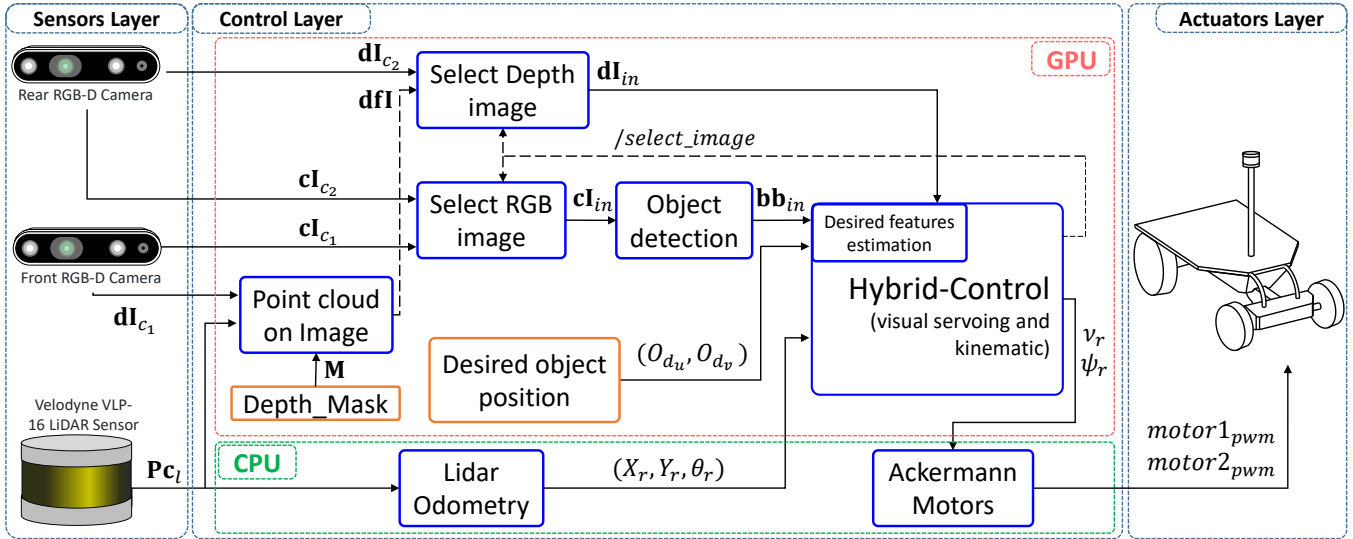 Sensors Layer
Control Layer
Actuators Layer
GPU
Rear RGB-D Camera
dI_{c_2}
dfI
Select Depth
image
dI_{in}
/select_image
cI_{c_2}
cI_{c_1}
Select RGB
image
cI_{in}
Object
detection
bb_{in}
Desired features
estimation
Hybrid-Control
(visual servoing and
kinematic)
Front RGB-D Camera
dI_{c_1}
Point cloud
on Image
M
Depth_Mask
Desired object
position
(O_{d_u}, O_{d_v})
ν_r
ψ_r
Velodyne VLP-
16 LiDAR Sensor
Pc_l
CPU
Lidar
Odometry
(X_r, Y_r, θ_r)
Ackermann
Motors
motor1_{pwm}
motor2_{pwm}